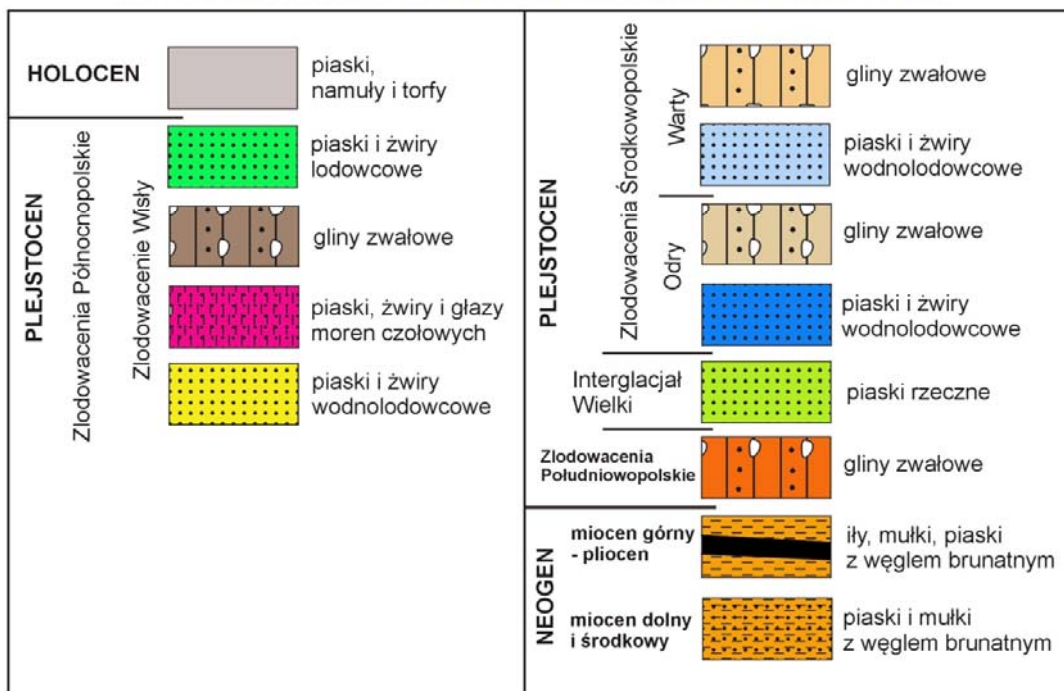 HOLOCEN
piaski,
namuły i torfy
PLEJSTOCEN
Zlodowacenia Północnopolskie
Zlodowacenie Wisły
piaski i żwiry
lodowcowe
gliny zwałowe
piaski, żwiry i głazy
moren czołowych
piaski i żwiry
wodnolodowcowe
PLEJSTOCEN
Zlodowacenia Środkowopolskie
Warty
gliny zwałowe
piaski i żwiry
wodnolodowcowe
Odry
gliny zwałowe
piaski i żwiry
wodnolodowcowe
Interglacjał
Wielki
piaski rzeczne
Zlodowacenia
Południowopolskie
gliny zwałowe
NEOGEN
miocen górny
- pliocen
iły, mułki, piaski
z węglem brunatnym
miocen dolny
i środkowy
piaski i mułki
z węglem brunatnym